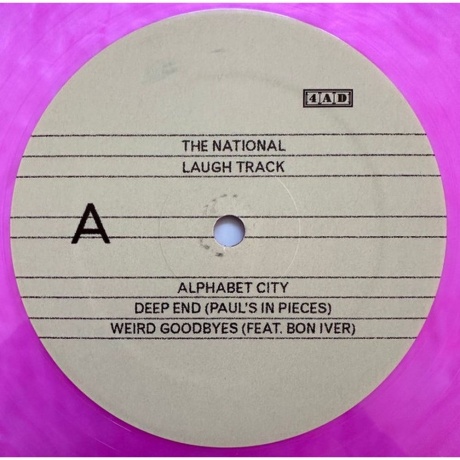 4AD
THE NATIONAL
LAUGH TRACK
A
ALPHABET CITY
DEEP END (PAUL'S IN PIECES)
WEIRD GOODBYES (FEAT. BON IVER)